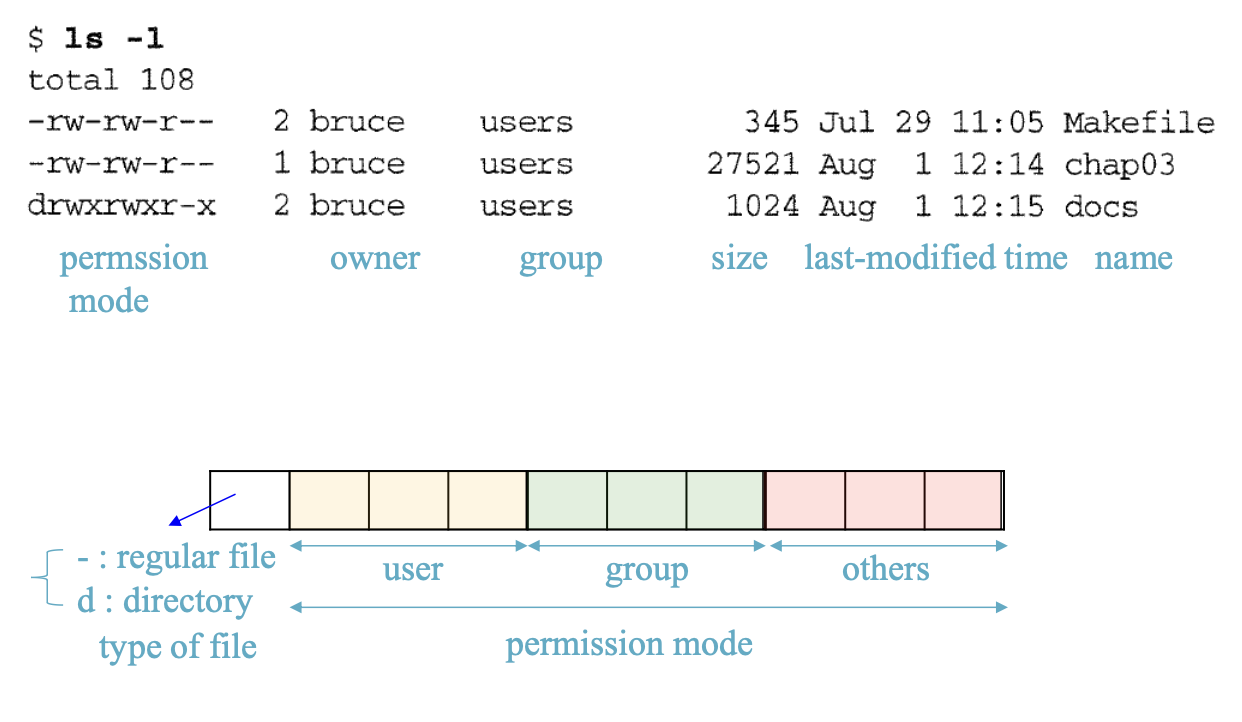 $ ls -l
total 108
-rw-rw-r-- 2 bruce users 345 Jul 29 11:05 Makefile
-rw-rw-r-- 1 bruce users 27521 Aug 1 12:14 chap03
drwxrwxr-x 2 bruce users 1024 Aug 1 12:15 docs
permssion owner group size last-modified time name
mode
- : regular file
d : directory
type of file
user group others
permission mode